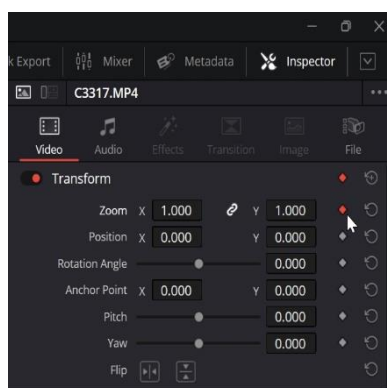 k Export Mixer Metadata Inspector
C3317.MP4
Video Audio Effects Transition Image File
Transform
Zoom X 1.000 Y 1.000
Position X 0.000 Y 0.000
Rotation Angle 0.000
Anchor Point X 0.000 Y 0.000
Pitch 0.000
Yaw 0.000
Flip